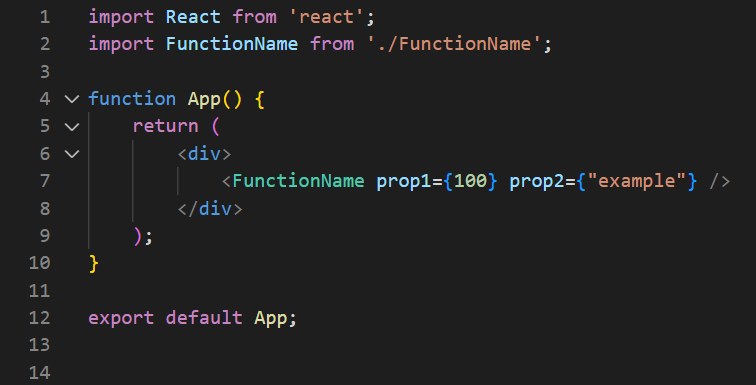 1 import React from 'react';
2 import FunctionName from './FunctionName';
3
4 function App() {
5     return (
6         <div>
7             <FunctionName prop1={100} prop2={"example"} />
8         </div>
9     );
10 }
11
12 export default App;
13
14